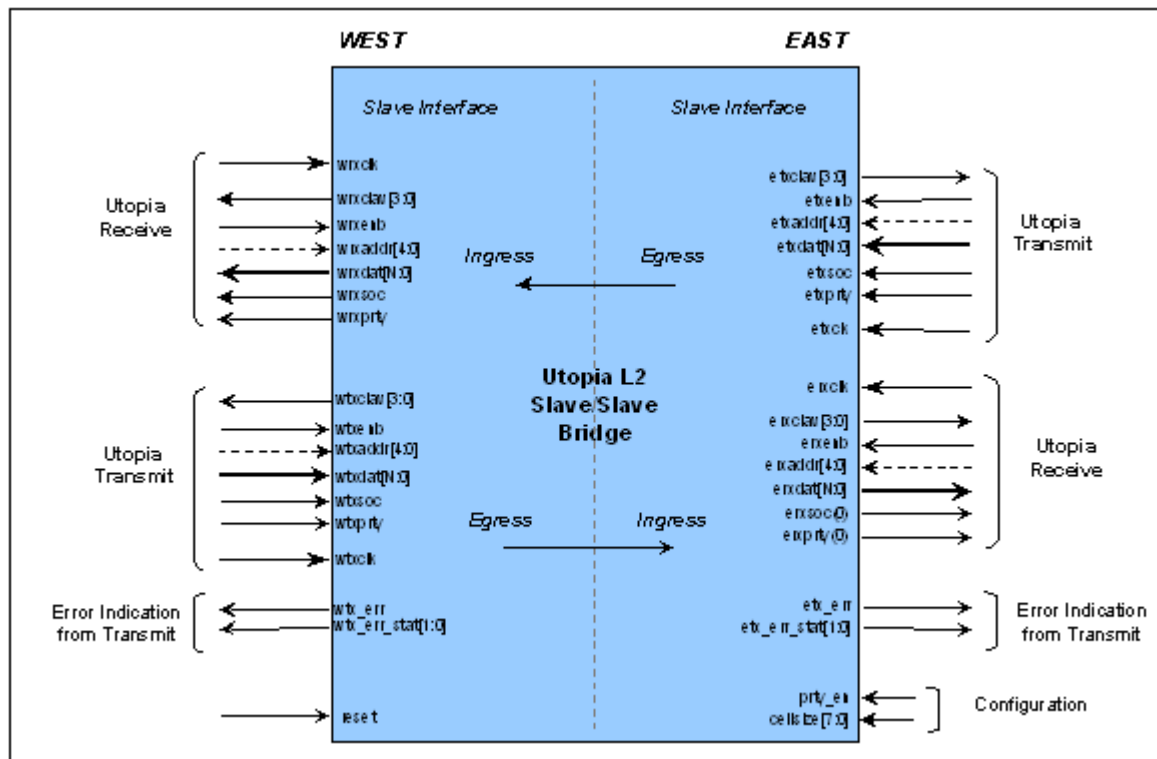 WEST
EAST
Slave Interface
Slave Interface
Utopia
Receive
wrxclk
wrxclav[3:0]
wrxenb
wrxaddr[4:0]
wrxdat[N:0]
wrxsoc
wrxprty
etxclav[3:0]
etxenb
etxaddr[4:0]
etxdat[N:0]
etxsoc
etxprty
etxclk
Utopia
Transmit
Ingress
Egress
Utopia L2
Slave/Slave
Bridge
Utopia
Transmit
wtxclav[3:0]
wtxenb
wtxaddr[4:0]
wtxdat[N:0]
wtxsoc
wtxprty
wtxclk
erxclk
erxclav[3:0]
erxenb
erxaddr[4:0]
erxdat[N:0]
erxsoc(0)
erxprty(0)
Utopia
Receive
Egress
Ingress
Error Indication
from Transmit
wtx_err
wtx_err_stat[1:0]
etx_err
etx_err_stat[1:0]
Error Indication
from Transmit
reset
prty_en
cellsize[7:0]
Configuration